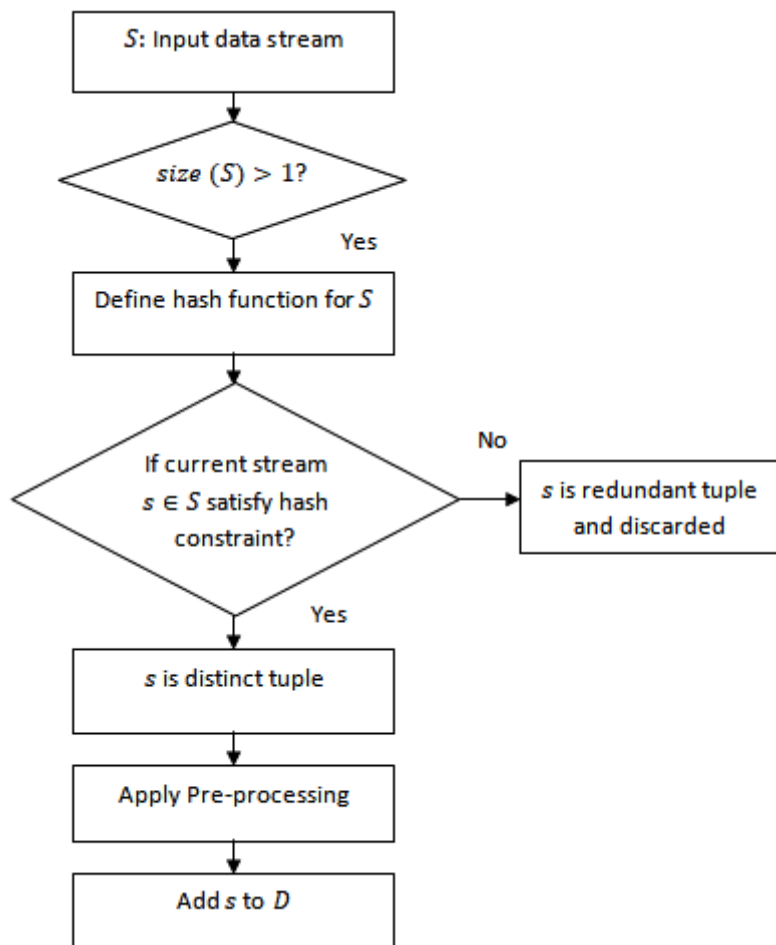 S: Input data stream
size (S) > 1?
Yes
Define hash function for S
If current stream
s ∈ S satisfy hash
constraint?
No
s is redundant tuple
and discarded
Yes
s is distinct tuple
Apply Pre-processing
Add s to D